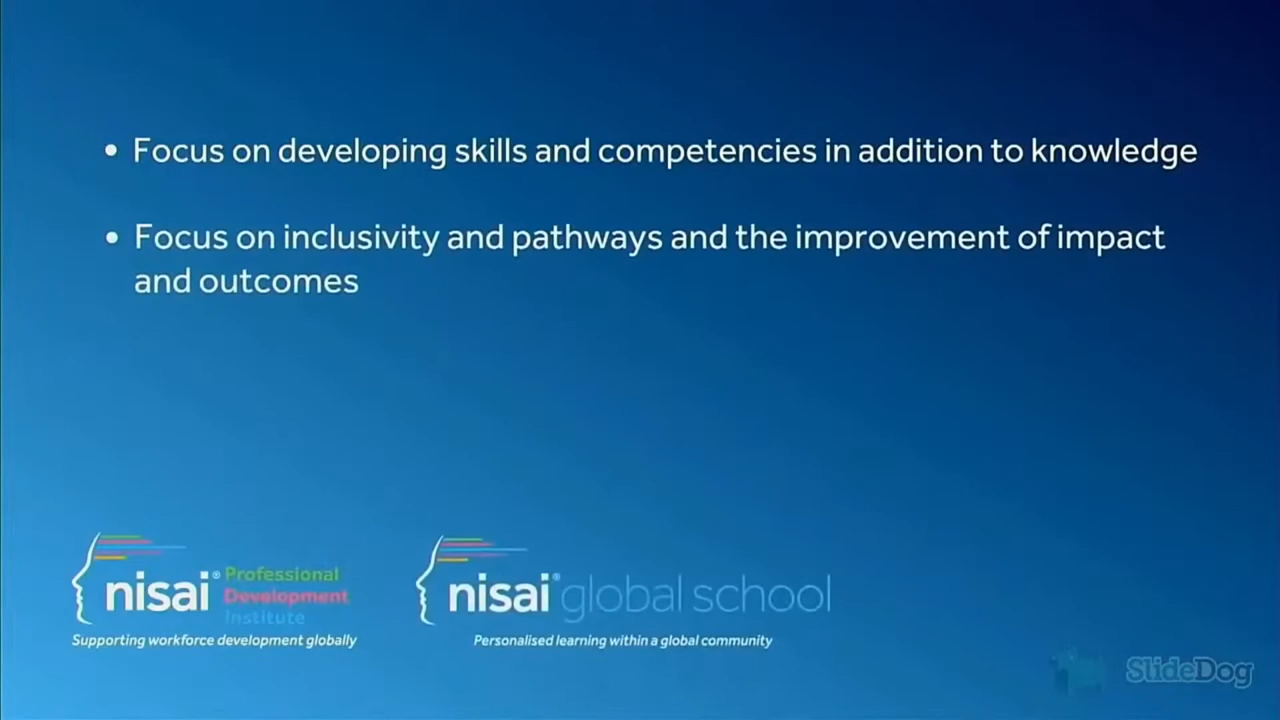 • Focus on developing skills and competencies in addition to knowledge
• Focus on inclusivity and pathways and the improvement of impact
and outcomes
nisai® Professional
Development
Institute
Supporting workforce development globally
nisai® global school
Personalised learning within a global community
SlideDog